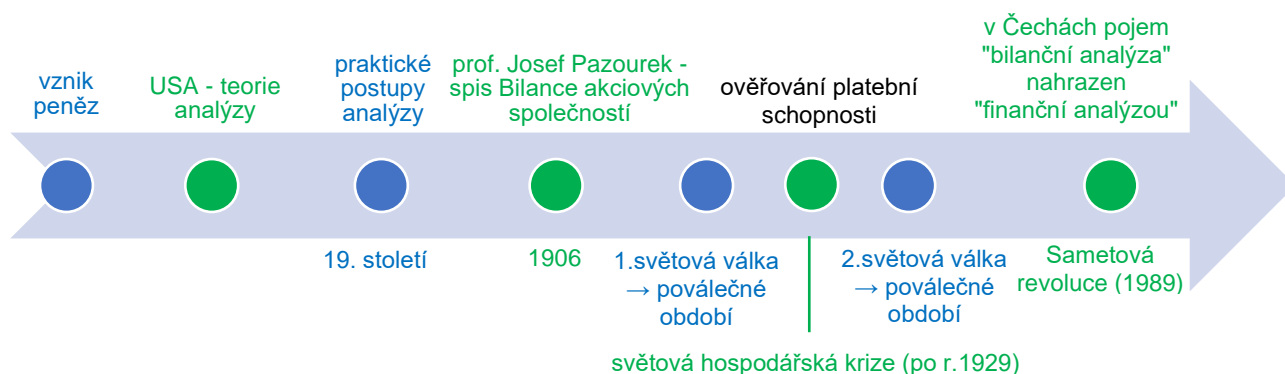 vznik
peněz
USA - teorie
analýzy
praktické
postupy
analýzy
prof. Josef Pazourek -
spis Bilance akciových
společností
ověřování platební
schopnosti
v Čechách pojem
"bilanční analýza"
nahrazen
"finanční analýzou"
19. století
1906
1.světová válka
→ poválečné
období
2.světová válka
→ poválečné
období
Sametová
revoluce (1989)
světová hospodářská krize (po r.1929)